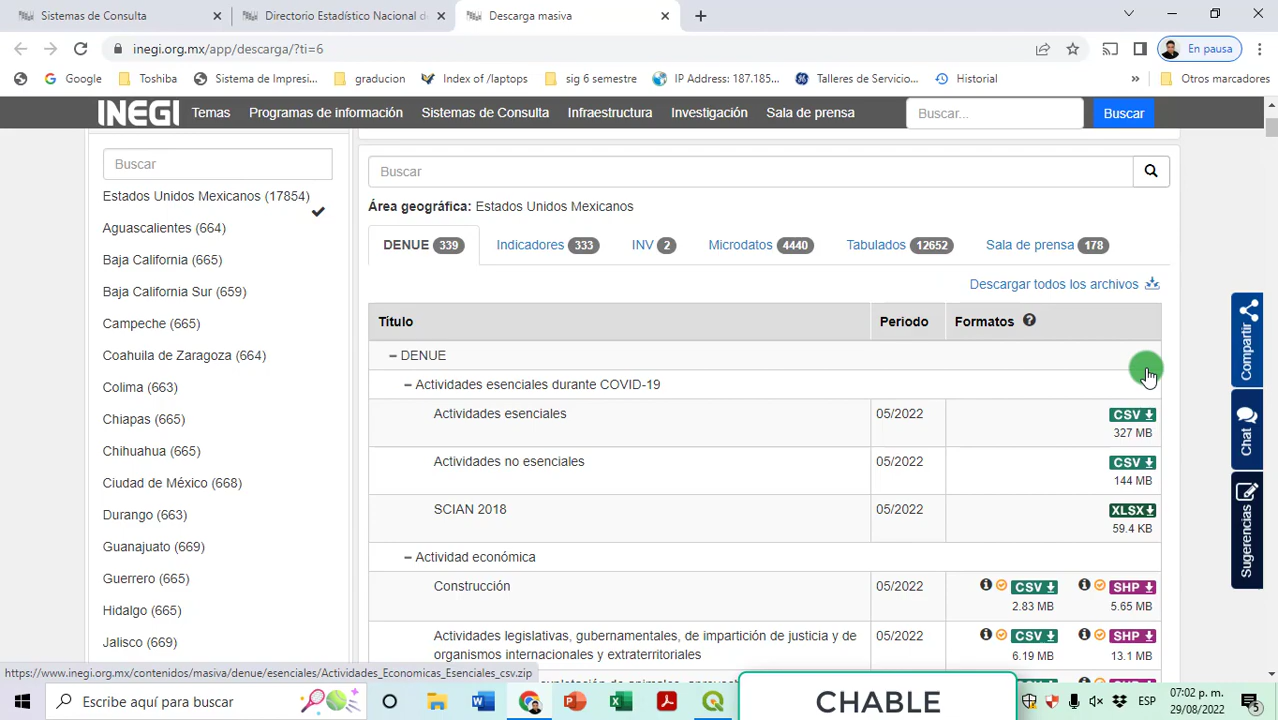 Sistemas de Consulta
Directorio Estadístico Nacional de
Descarga masiva
inegi.org.mx/app/descarga/?ti=6
En pausa
Google
Toshiba
Sistema de Impresi...
graducion
Index of /laptops
sig 6 semestre
IP Address: 187.185...
Talleres de Servicio...
Historial
»
Otros marcadores
INEGI
Temas
Programas de información
Sistemas de Consulta
Infraestructura
Investigación
Sala de prensa
Buscar...
Buscar
Buscar
Estados Unidos Mexicanos (17854)
Aguascalientes (664)
Baja California (665)
Baja California Sur (659)
Campeche (665)
Coahuila de Zaragoza (664)
Colima (663)
Chiapas (665)
Chihuahua (665)
Ciudad de México (668)
Durango (663)
Guanajuato (669)
Guerrero (665)
Hidalgo (665)
Jalisco (669)
Buscar
Área geográfica: Estados Unidos Mexicanos
DENUE 339
Indicadores 333
INV 2
Microdatos 4440
Tabulados 12652
Sala de prensa 178
Descargar todos los archivos
Título Periodo Formatos
DENUE
Actividades esenciales durante COVID-19
Actividades esenciales 05/2022 CSV
327 MB
Actividades no esenciales 05/2022 CSV
144 MB
SCIAN 2018 05/2022 XLSX
59.4 KB
Actividad económica
Construcción 05/2022 CSV SHP
2.83 MB 5.65 MB
Actividades legislativas, gubernamentales, de impartición de justicia y de 05/2022 CSV SHP
organismos internacionales y extraterritoriales 6.19 MB 13.1 MB
Compartir
Chat
Sugerencias
https://www.inegi.org.mx/contenidos/masiva/denue/esenciales/Actividades_Economicas_Esenciales_csv.zip
Escribe aquí para buscar
CHABLE
ESP
07:02 p. m.
29/08/2022
5